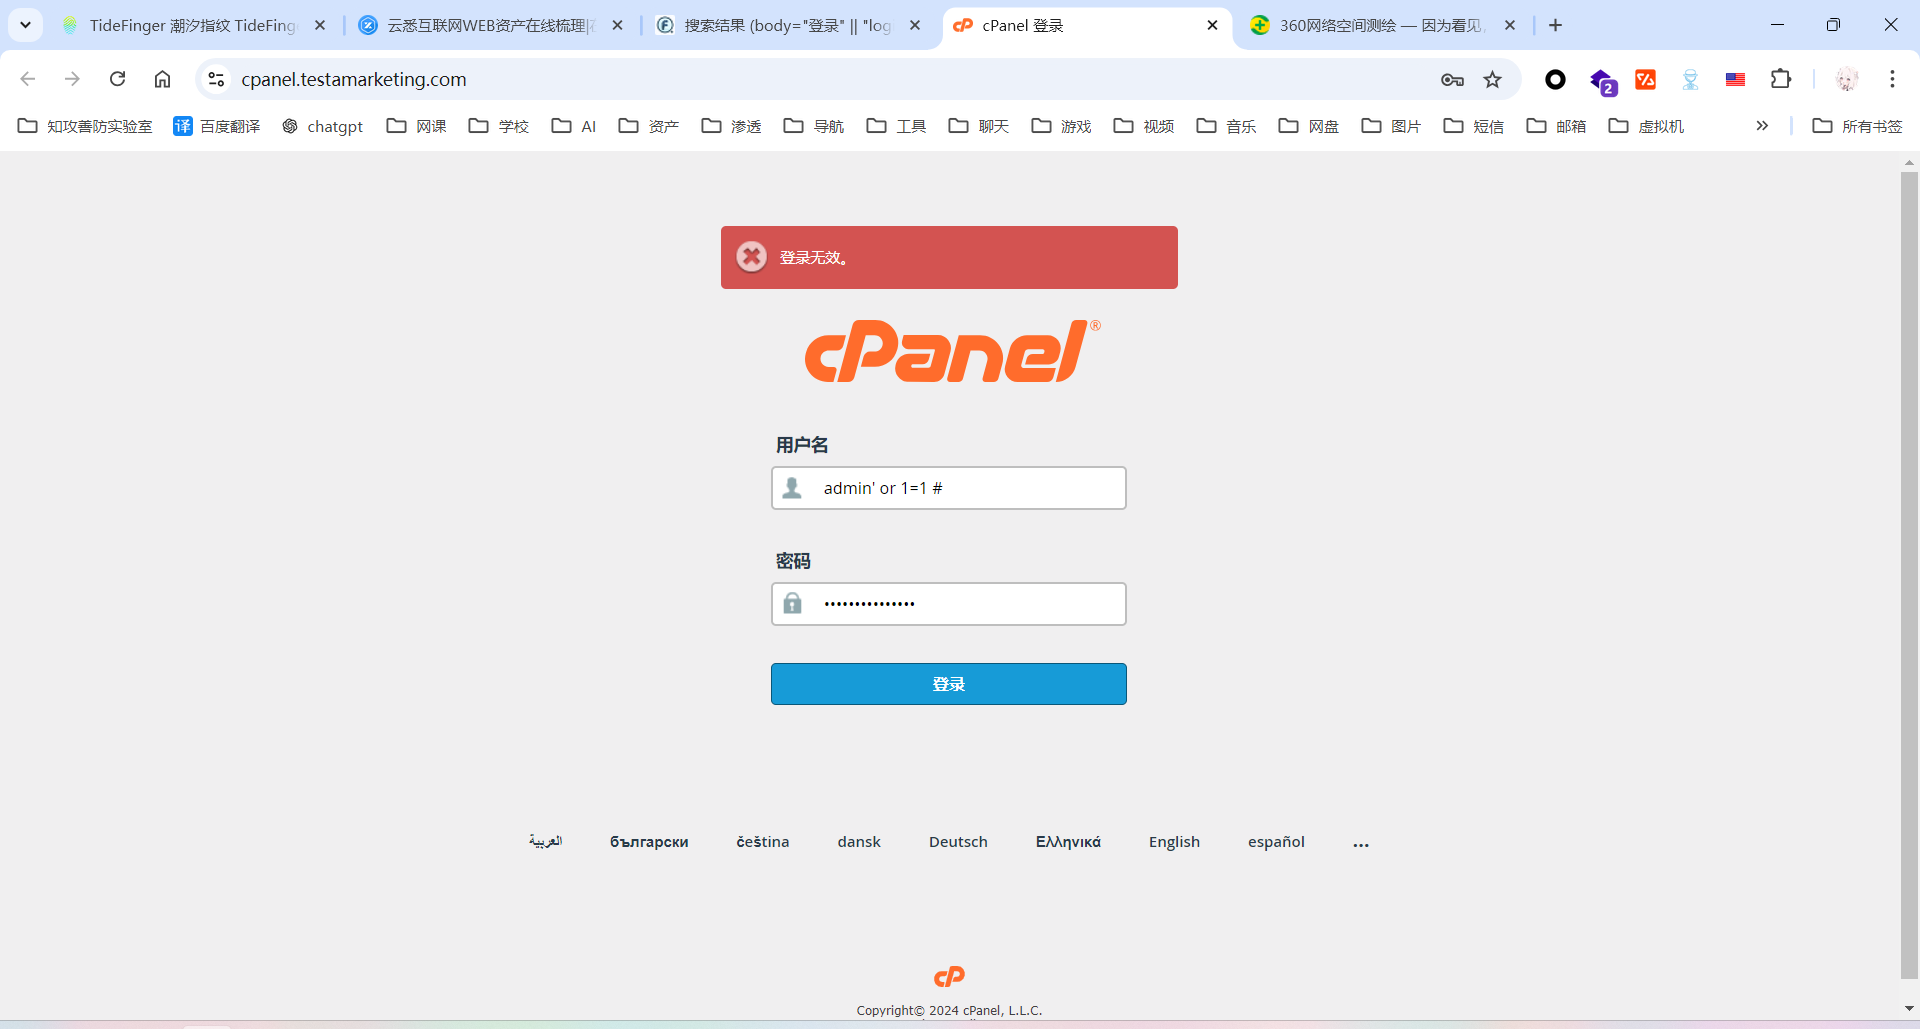 TideFinger 潮汐指纹 TideFing
云悉互联网WEB资产在线梳理|在
搜索结果 (body="登录" || "log
cPanel 登录
360网络空间测绘 — 因为看见,
cpanel.testamarketing.com
2
知攻善防实验室
译 百度翻译
chatgpt
网课
学校
AI
资产
渗透
导航
工具
聊天
游戏
视频
音乐
网盘
图片
短信
邮箱
虚拟机
所有书签
登录无效。
cPanel®
用户名
admin' or 1=1 #
密码
•••••••••••••••
登录
العربية
български
čeština
dansk
Deutsch
Ελληνικά
English
español
...
cP
Copyright© 2024 cPanel, L.L.C.